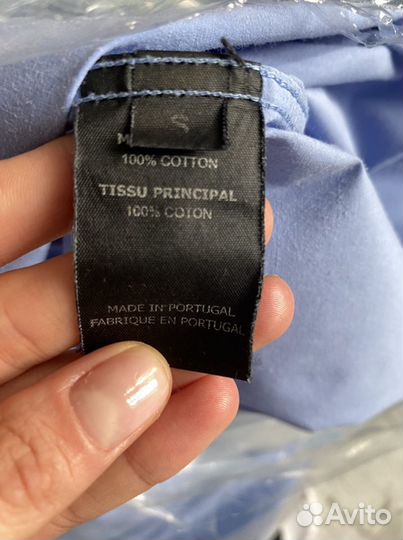 S
100% COTTON
TISSU PRINCIPAL
100% COTON
MADE IN PORTUGAL
FABRIQUE EN PORTUGAL
Avito